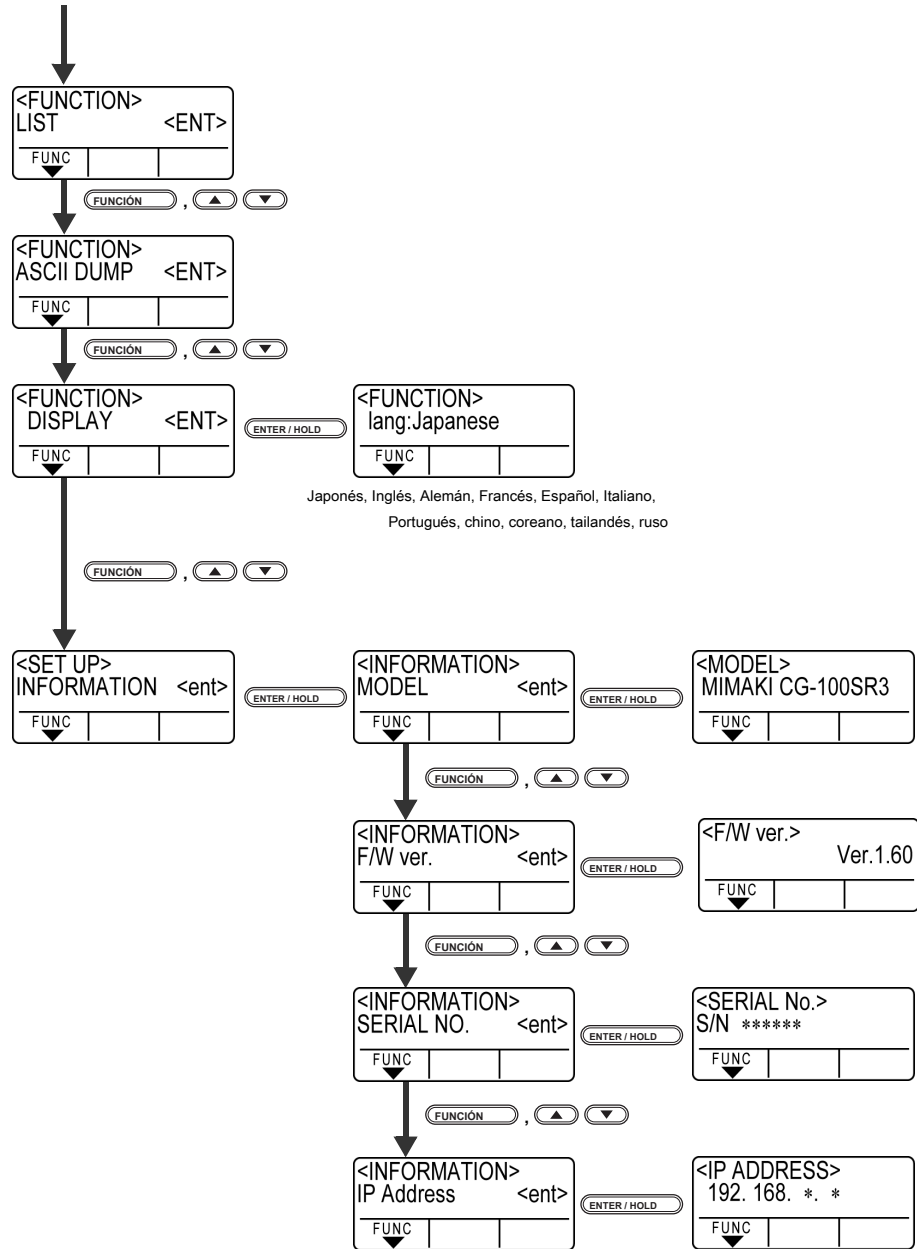 <FUNCTION>
LIST <ENT>
FUNC
FUNCIÓN ,
<FUNCTION>
ASCII DUMP <ENT>
FUNC
FUNCIÓN ,
<FUNCTION>
DISPLAY <ENT>
FUNC
ENTER / HOLD
<FUNCTION>
lang:Japanese
FUNC
Japonés, Inglés, Alemán, Francés, Español, Italiano,
Portugués, chino, coreano, tailandés, ruso
FUNCIÓN ,
<SET UP>
INFORMATION <ent>
FUNC
ENTER / HOLD
<INFORMATION>
MODEL <ent>
FUNC
ENTER / HOLD
<MODEL>
MIMAKI CG-100SR3
FUNC
FUNCIÓN ,
<INFORMATION>
F/W ver. <ent>
FUNC
ENTER / HOLD
<F/W ver.>
Ver.1.60
FUNC
FUNCIÓN ,
<INFORMATION>
SERIAL NO. <ent>
FUNC
ENTER / HOLD
<SERIAL No.>
S/N ******
FUNC
FUNCIÓN ,
<INFORMATION>
IP Address <ent>
FUNC
ENTER / HOLD
<IP ADDRESS>
192. 168. *. *
FUNC